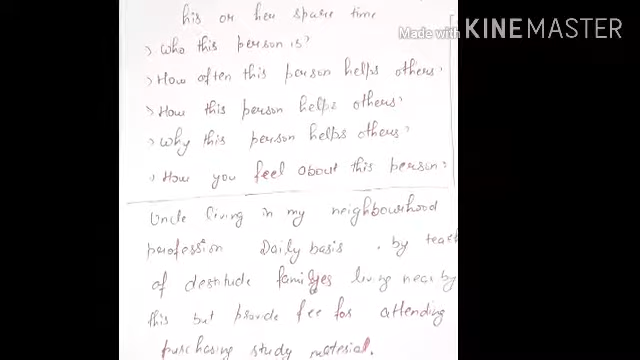 his or her spare time
Made with KINEMASTER
> Who this person is?
> How often this person helps others?
> How this person helps others?
> Why this person helps others?
> How you feel about this person?
Uncle living in my neighbourhood
profession Daily basis . by teach
of destitude families living near by
this but provide fee for attending
purchasing study material.